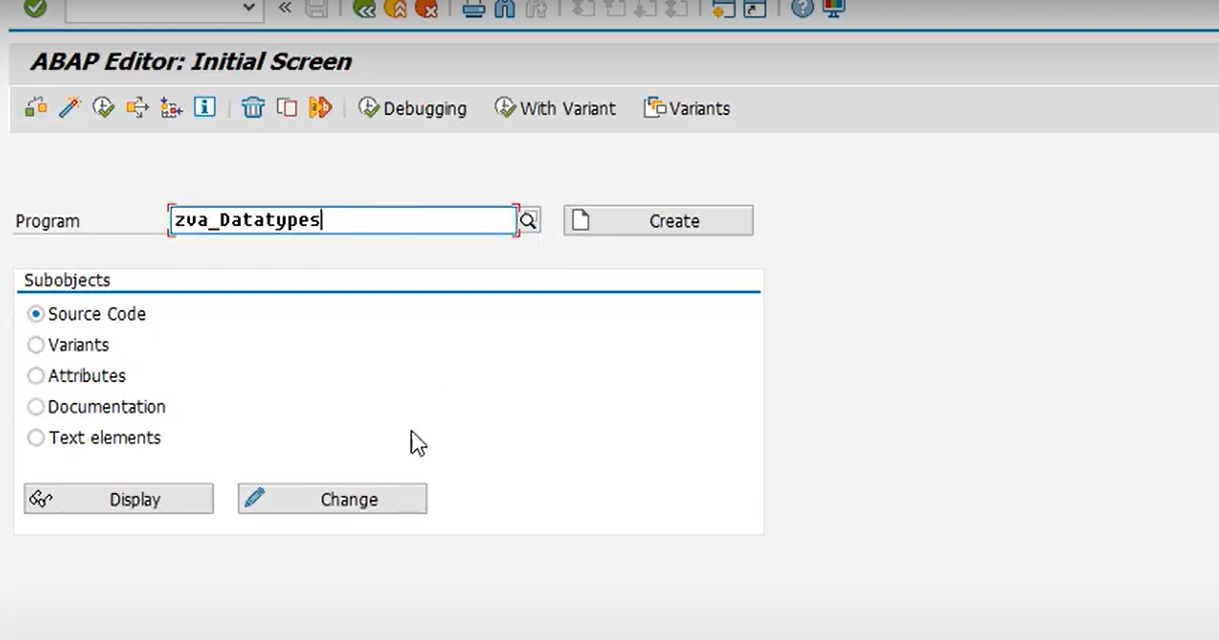 ABAP Editor: Initial Screen
Debugging With Variant Variants
Program zva_Datatypes Create
Subobjects
Source Code
Variants
Attributes
Documentation
Text elements
Display Change